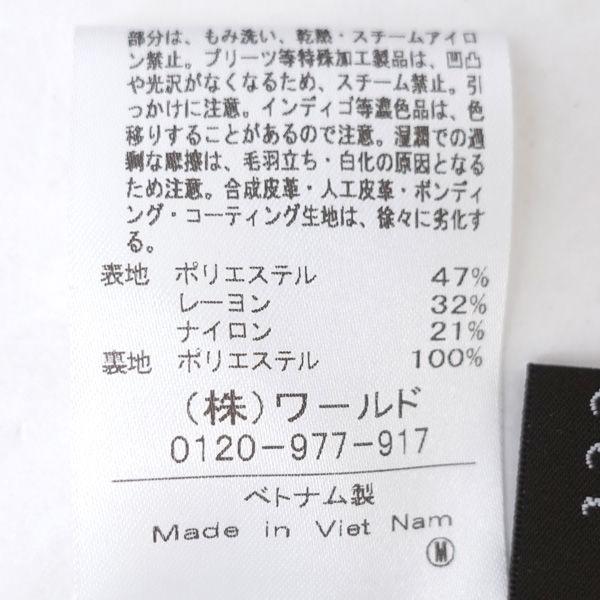 部分は、もみ洗い、乾熱・スチームアイロ
ン禁止。プリーツ等特殊加工製品は、凹凸
や光沢がなくなるため、スチーム禁止。引
っかけに注意。インディゴ等濃色品は、色
移りすることがあるので注意。湿潤での過
剰な摩擦は、毛羽立ち・白化の原因となる
ため注意。合成皮革・人工皮革・ボンディ
ング・コーティング生地は、徐々に劣化す
る。
表地 ポリエステル 47%
レーヨン 32%
ナイロン 21%
裏地 ポリエステル 100%
(株)ワールド
0120-977-917
ベトナム製
Made in Viet Nam
M